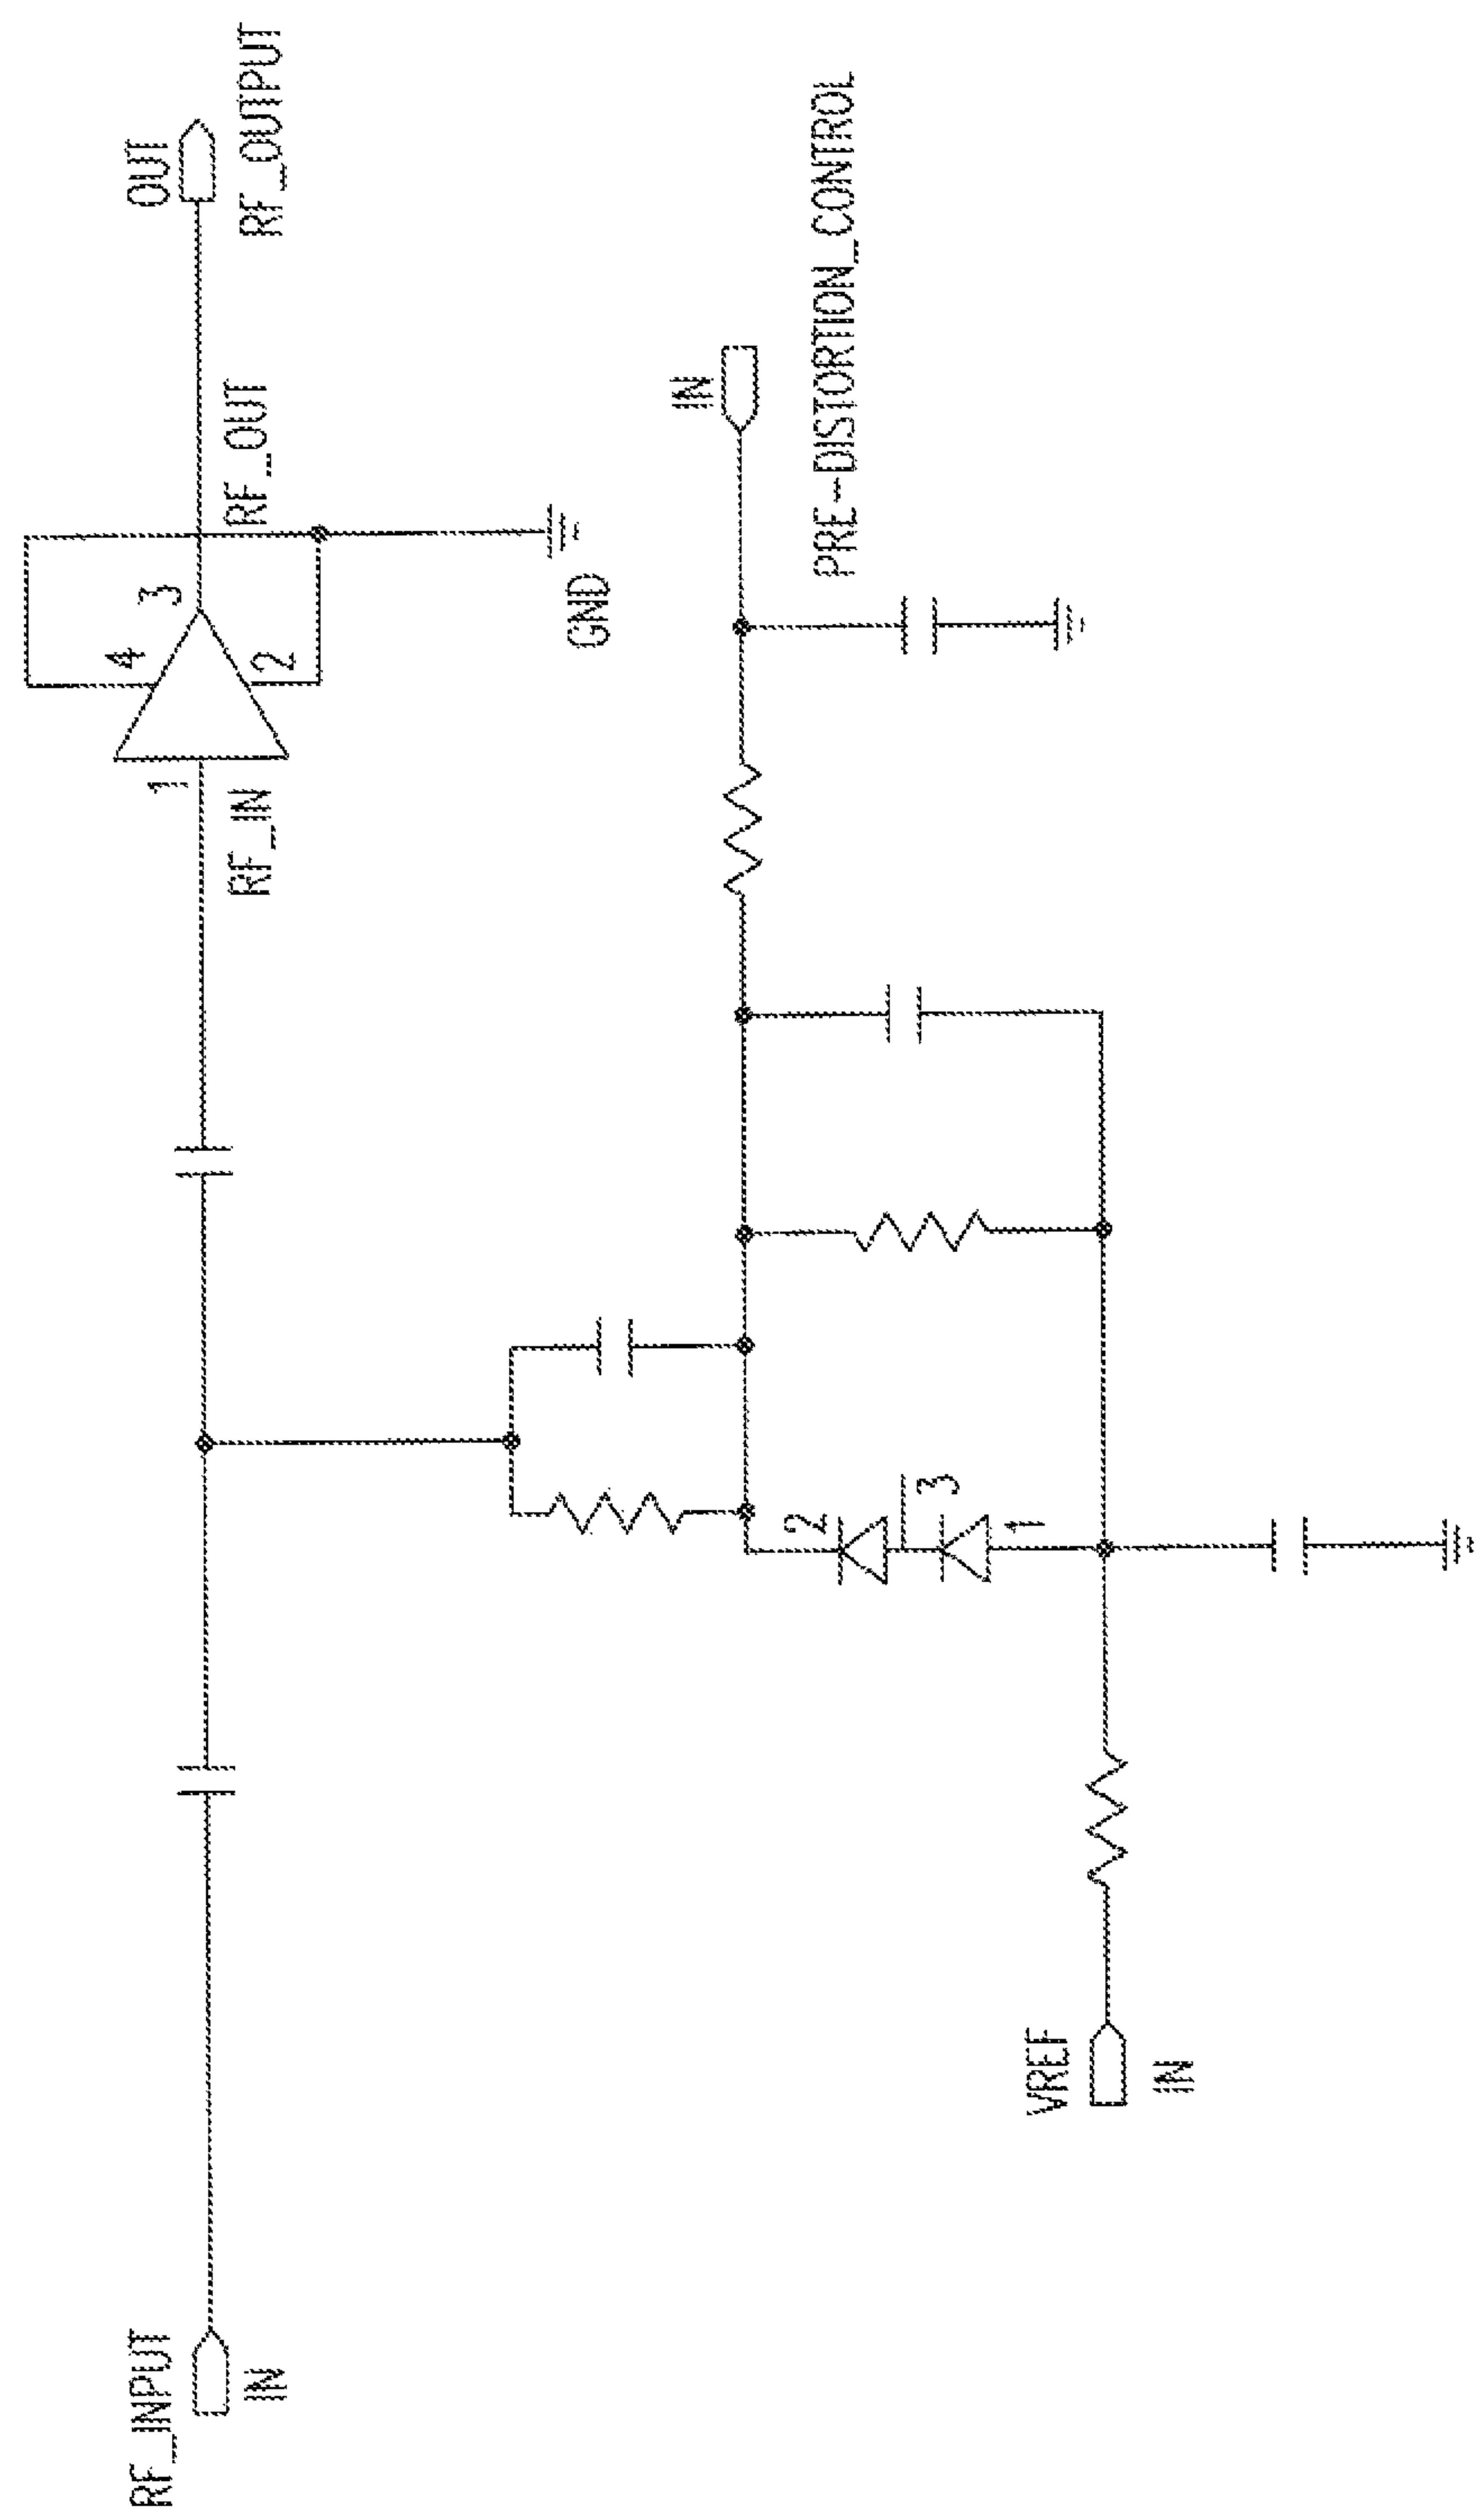 RF_INPUT
IN
1
RF_IN
4
2
3
RF_OUT
GND
OUT
RF_OUTPUT
IN
PRE-DISTORTION_CONTROL
2
3
1
VREF
IN